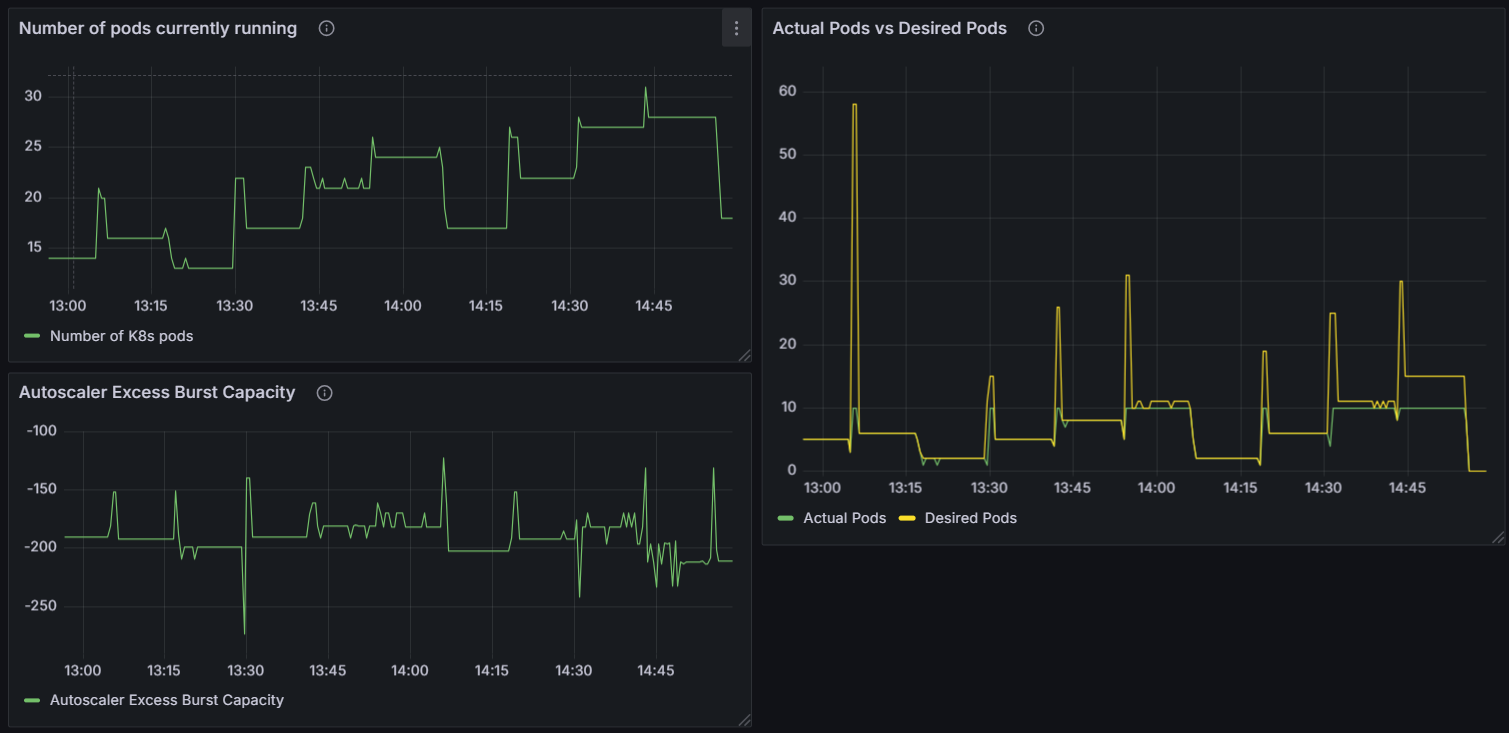 Number of pods currently running
30
25
20
15
13:00 13:15 13:30 13:45 14:00 14:15 14:30 14:45
Number of K8s pods
Autoscaler Excess Burst Capacity
-100
-150
-200
-250
13:00 13:15 13:30 13:45 14:00 14:15 14:30 14:45
Autoscaler Excess Burst Capacity
Actual Pods vs Desired Pods
60
50
40
30
20
10
0
13:00 13:15 13:30 13:45 14:00 14:15 14:30 14:45
Actual Pods Desired Pods